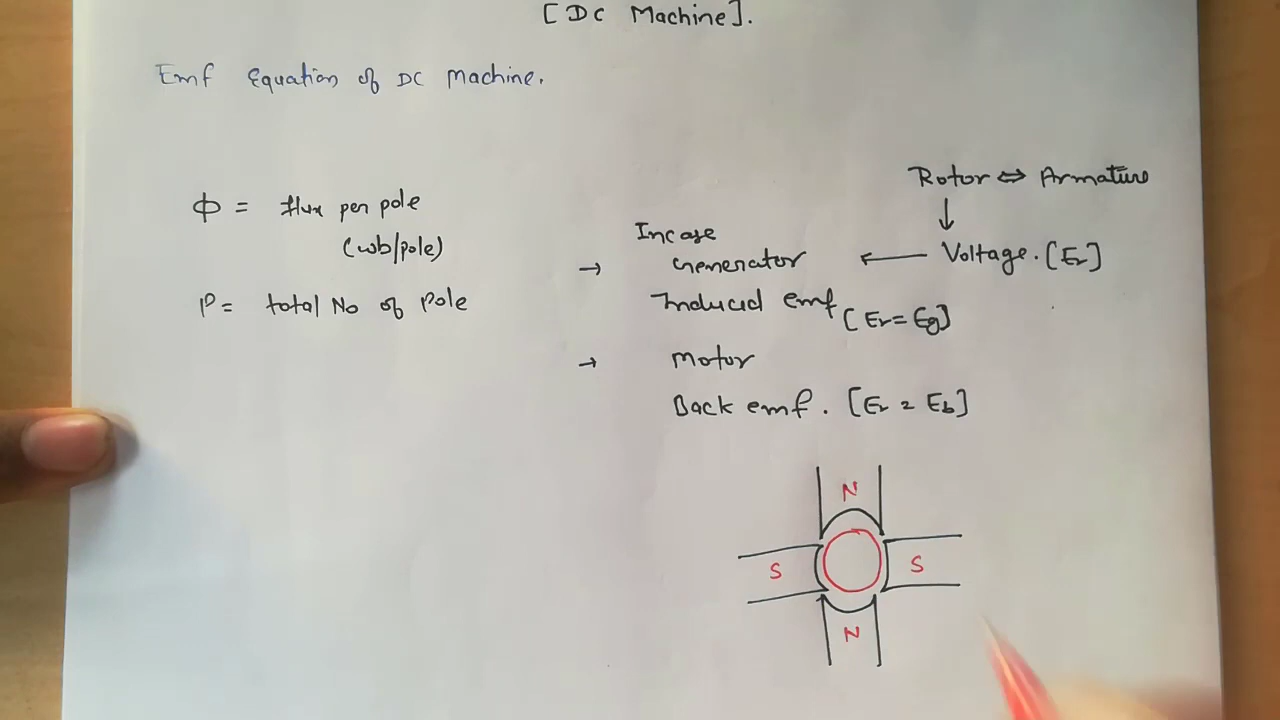 [DC Machine].
Emf Equation of DC Machine.
Φ = flux per pole
(wb/pole)
P = total No of pole
Rotor ⇔ Armature
↓
Voltage. [Er]
←
Incase
→ Generator
Induced emf [Er = Eg]
→ Motor
Back emf. [Er = Eb]
N
S
S
N